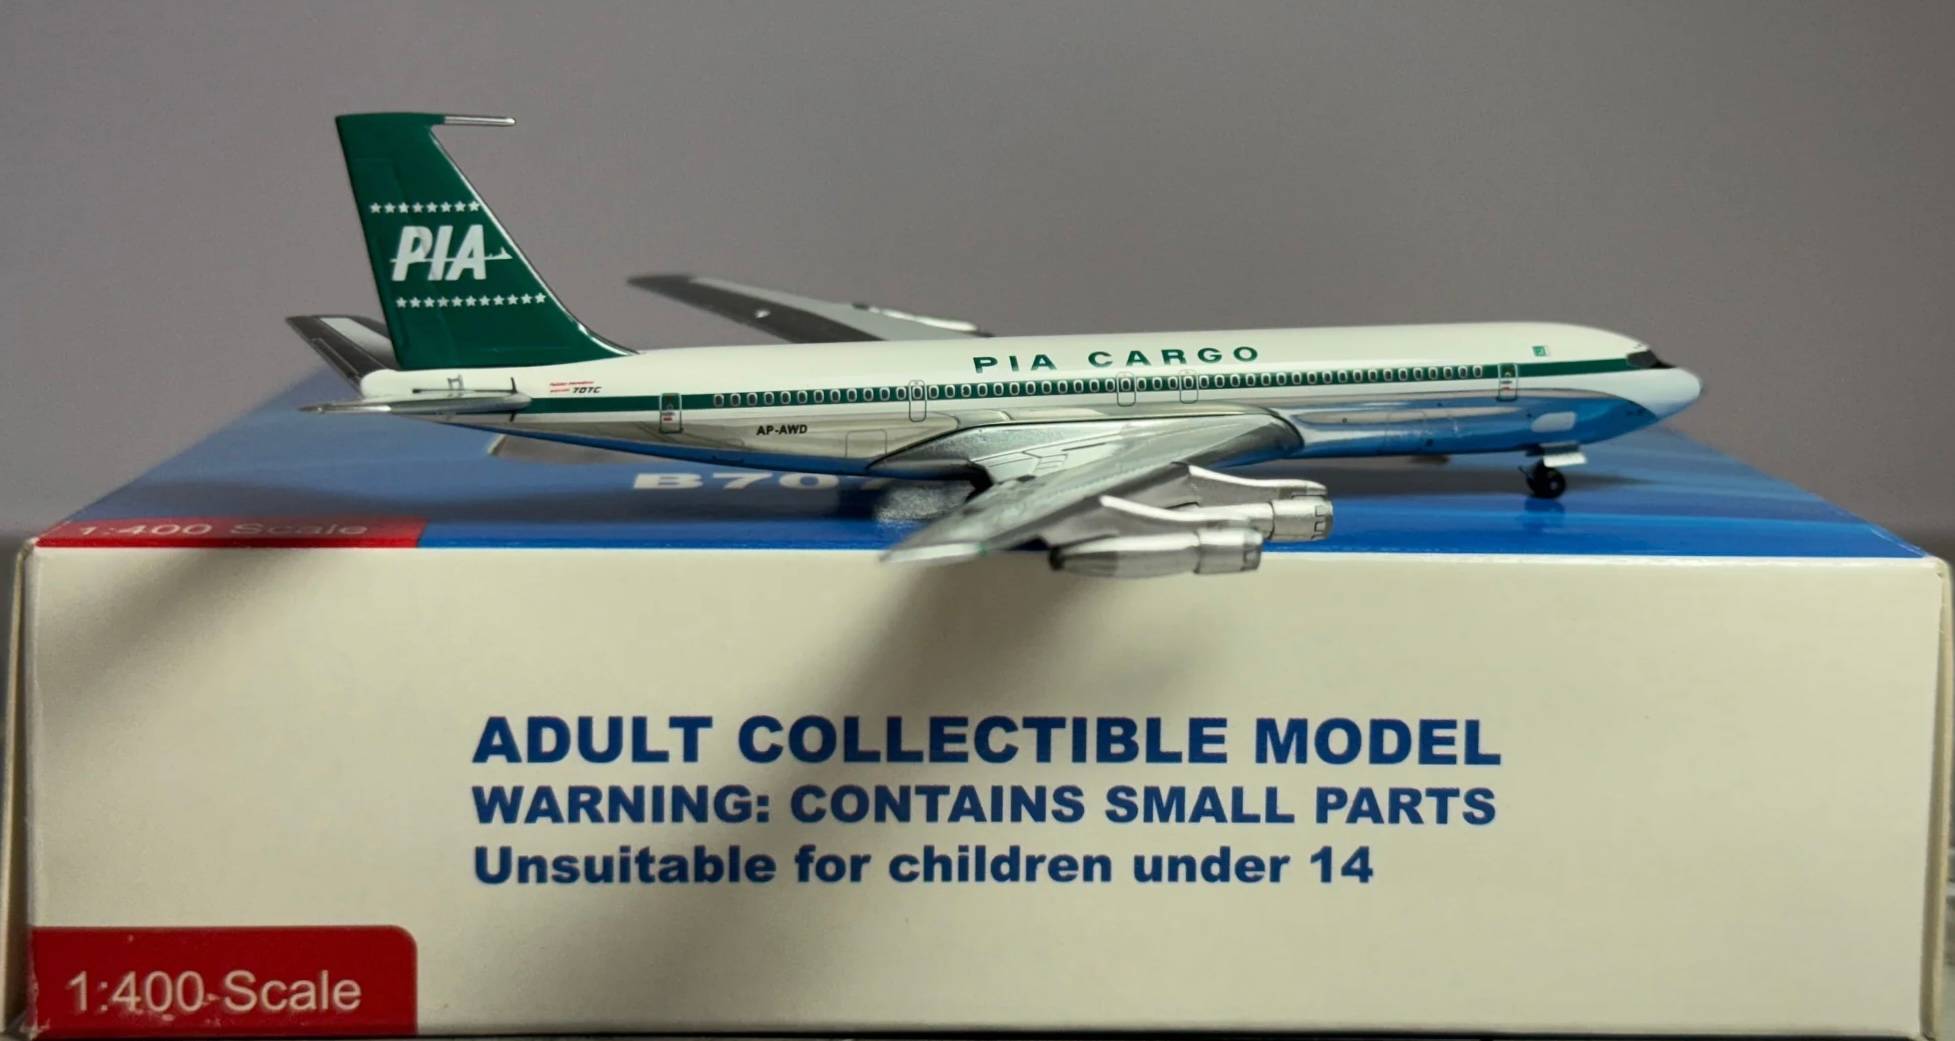 PIA
PIA CARGO
707C
AP-AWD
B707
1:400 Scale
ADULT COLLECTIBLE MODEL
WARNING: CONTAINS SMALL PARTS
Unsuitable for children under 14
1:400 Scale